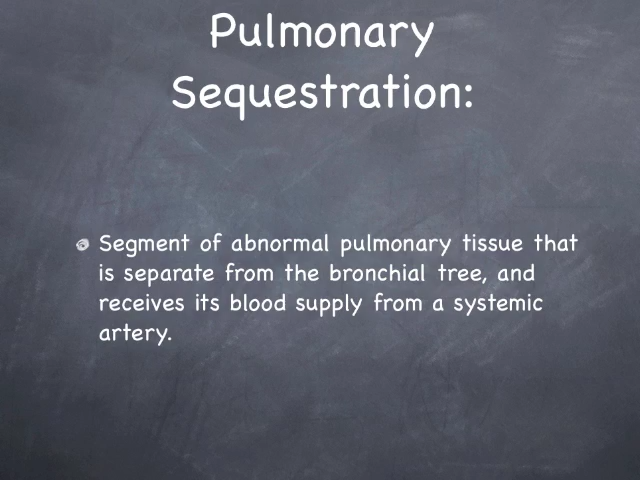 Pulmonary
Sequestration:
Segment of abnormal pulmonary tissue that
is separate from the bronchial tree, and
receives its blood supply from a systemic
artery.